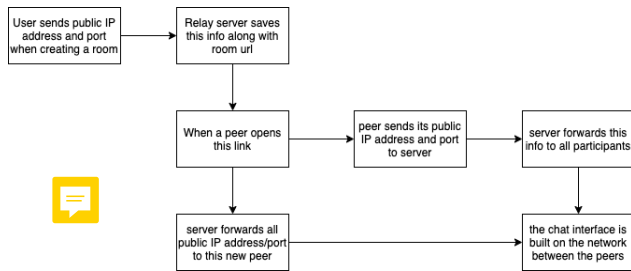 User sends public IP
address and port
when creating a room
Relay server saves
this info along with
room url
When a peer opens
this link
peer sends its public
IP address and port
to server
server forwards this
info to all participants
server forwards all
public IP address/port
to this new peer
the chat interface is
built on the network
between the peers